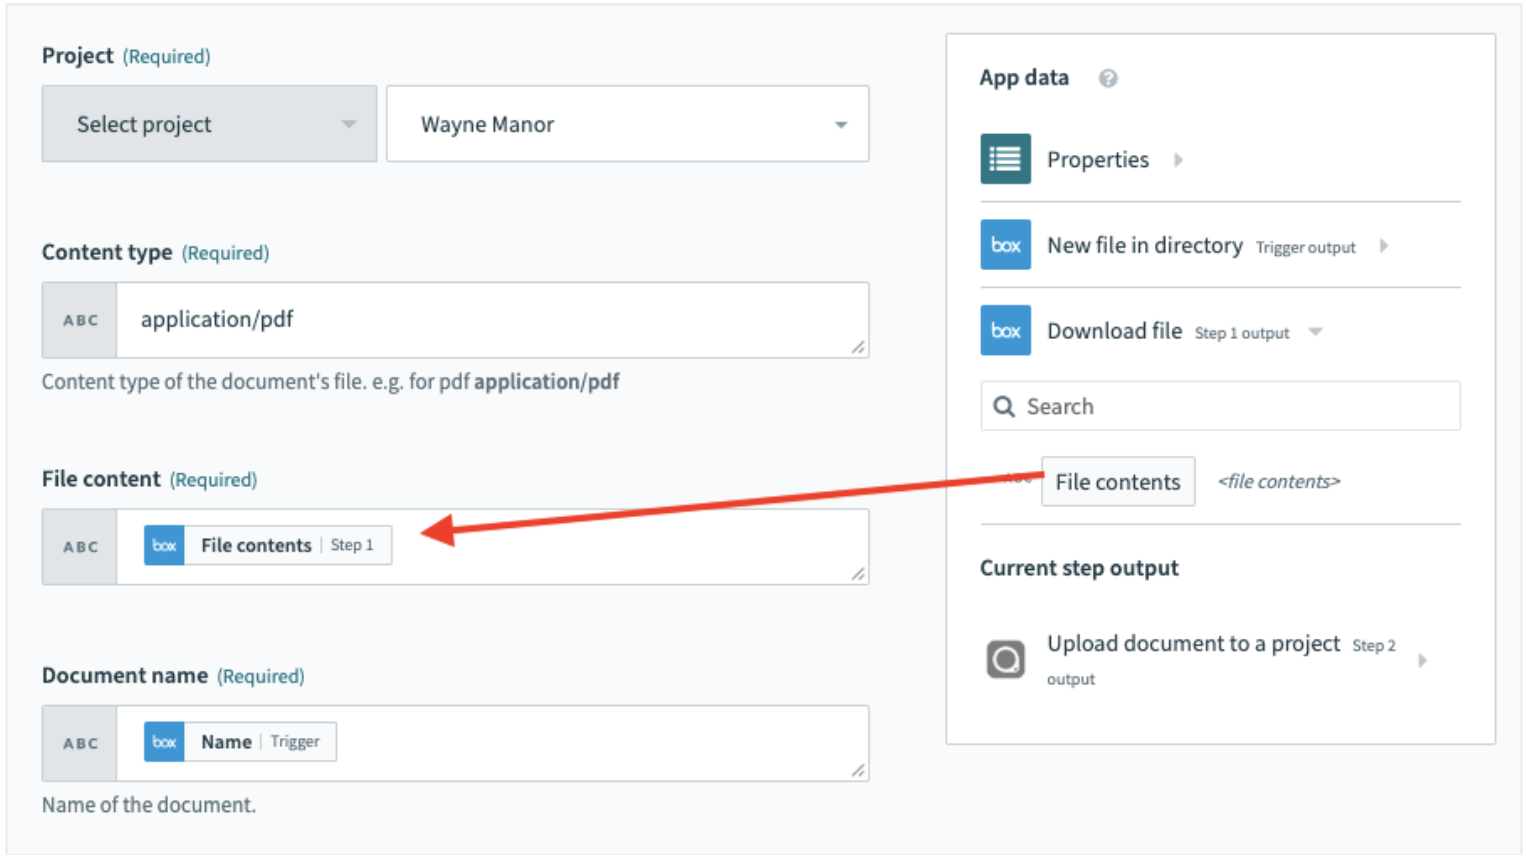 Project (Required)
Select project
Wayne Manor
Content type (Required)
ABC
application/pdf
Content type of the document's file. e.g. for pdf application/pdf
File content (Required)
ABC
box File contents | Step 1
Document name (Required)
ABC
box Name | Trigger
Name of the document.
App data ?
Properties
box New file in directory Trigger output
box Download file Step 1 output
Search
ABC File contents <file contents>
Current step output
Upload document to a project Step 2
output